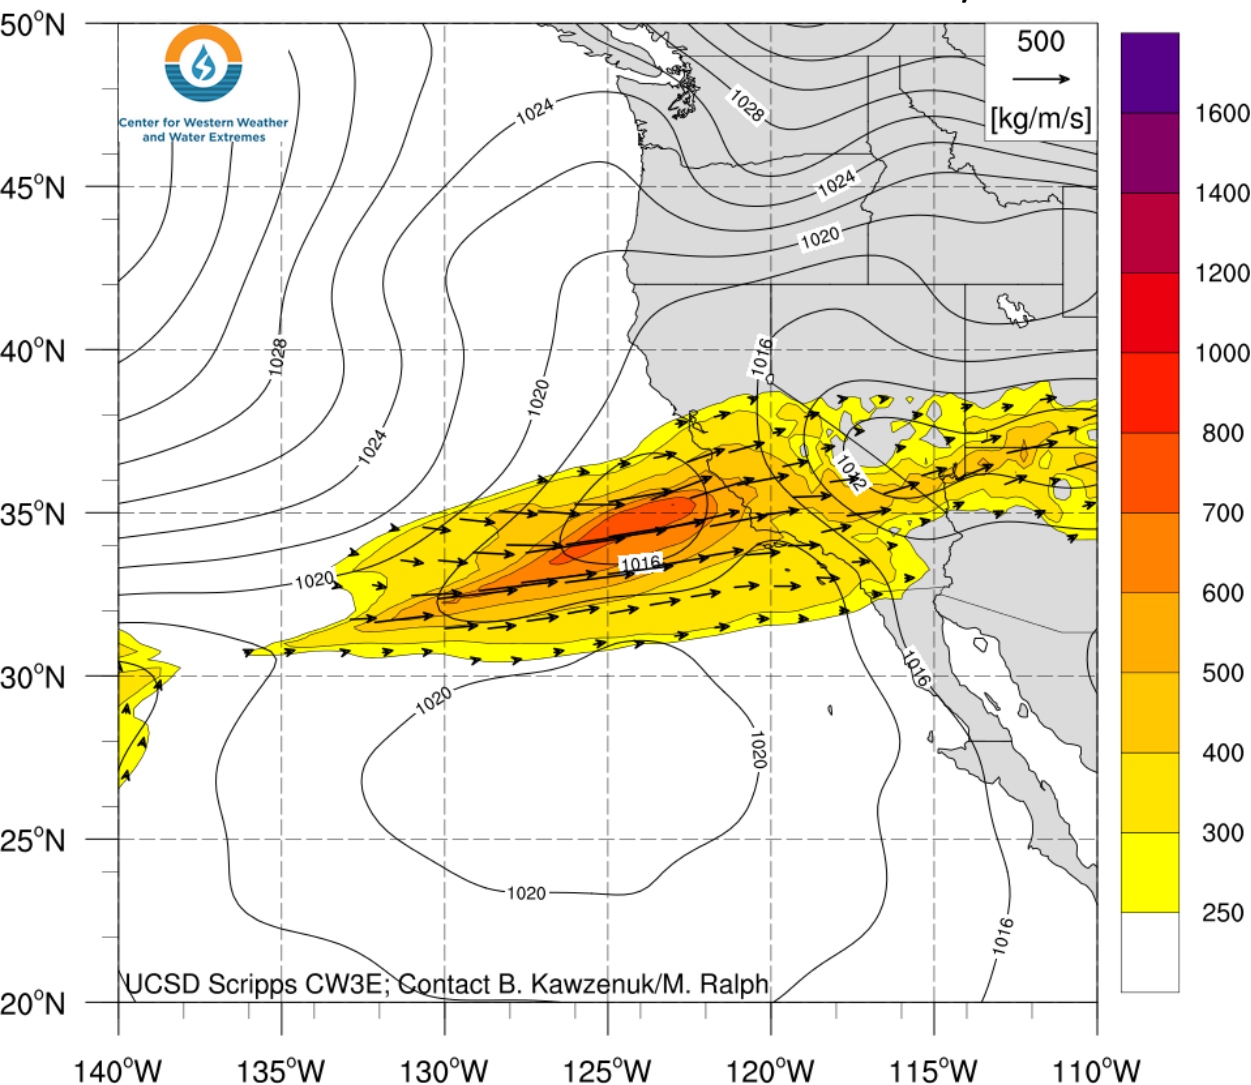 50°N
45°N
40°N
35°N
30°N
25°N
20°N
Center for Western Weather
and Water Extremes
500
[kg/m/s]
1028
1024
1024
1020
1016
1028
1020
1024
1012
1016
1020
1016
1020
1020
1020
1016
UCSD Scripps CW3E; Contact B. Kawzenuk/M. Ralph
140°W
135°W
130°W
125°W
120°W
115°W
110°W
1600
1400
1200
1000
800
700
600
500
400
300
250